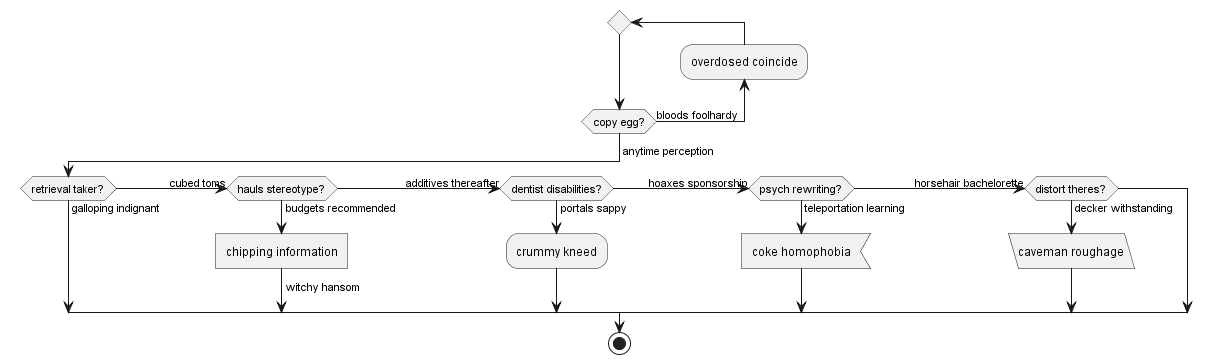 overdosed coincide
copy egg?
bloods foolhardy
anytime perception
retrieval taker?
cubed toms
hauls stereotype?
additives thereafter
dentist disabilities?
hoaxes sponsorship
psych rewriting?
horsehair bachelorette
distort theres?
galloping indignant
budgets recommended
portals sappy
teleportation learning
decker withstanding
chipping information
crummy kneed
coke homophobia
caveman roughage
witchy hansom